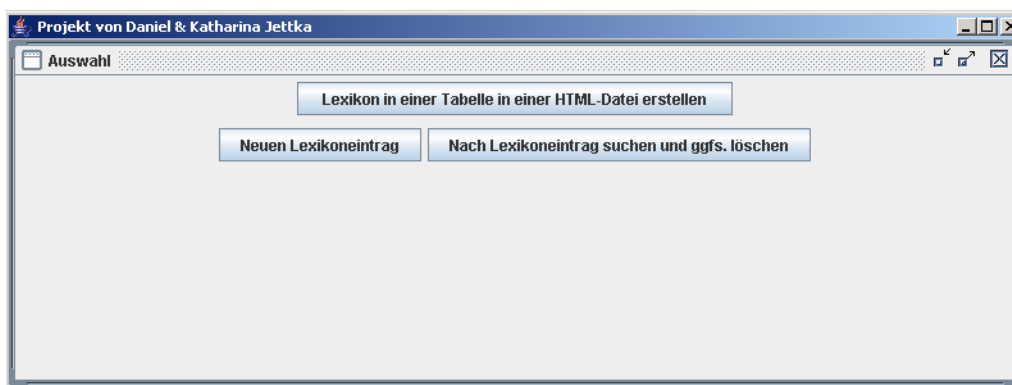 Projekt von Daniel & Katharina Jettka
Auswahl
Lexikon in einer Tabelle in einer HTML-Datei erstellen
Neuen Lexikoneintrag Nach Lexikoneintrag suchen und ggfs. löschen